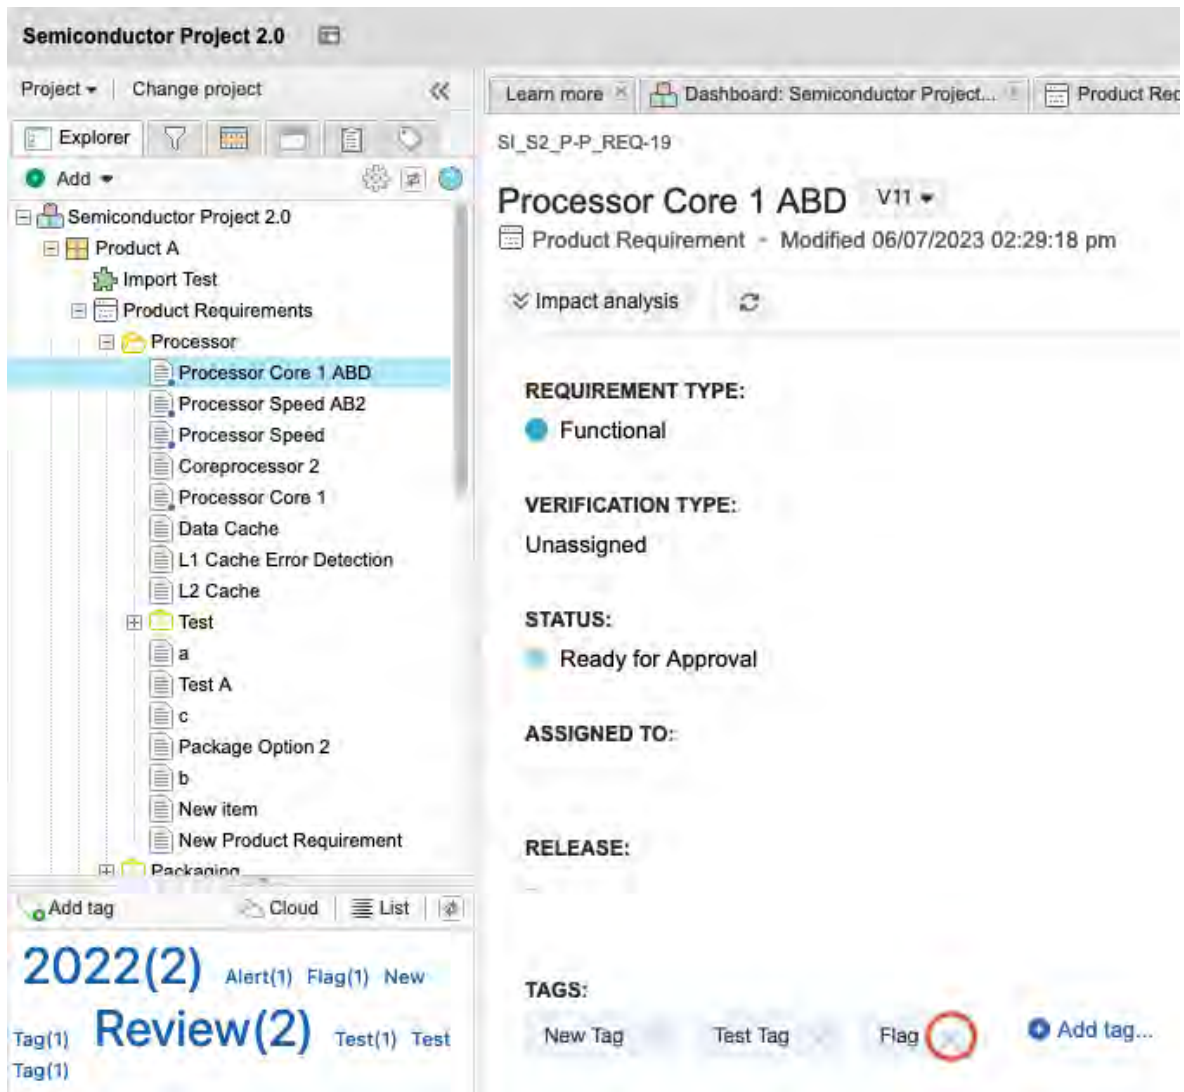 Semiconductor Project 2.0
Project
Change project
Explorer
Add
Semiconductor Project 2.0
Product A
Import Test
Product Requirements
Processor
Processor Core 1 ABD
Processor Speed AB2
Processor Speed
Coreprocessor 2
Processor Core 1
Data Cache
L1 Cache Error Detection
L2 Cache
Test
a
Test A
c
Package Option 2
b
New item
New Product Requirement
Packaging
Add tag
Cloud
List
2022(2) Alert(1) Flag(1) New
Tag(1) Review(2) Test(1) Test
Tag(1)
Learn more
Dashboard: Semiconductor Project...
Product Rec
SI_S2_P-P_REQ-19
Processor Core 1 ABD V11
Product Requirement - Modified 06/07/2023 02:29:18 pm
Impact analysis
REQUIREMENT TYPE:
Functional
VERIFICATION TYPE:
Unassigned
STATUS:
Ready for Approval
ASSIGNED TO:
RELEASE:
TAGS:
New Tag Test Tag Flag Add tag...